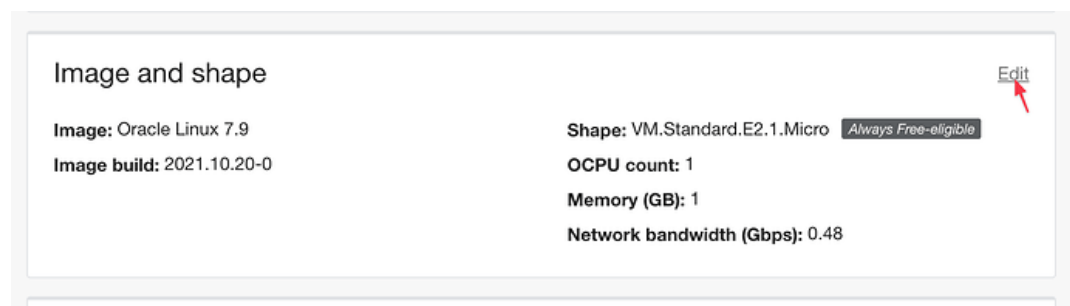 Image and shape
Edit
Image: Oracle Linux 7.9
Image build: 2021.10.20-0
Shape: VM.Standard.E2.1.Micro Always Free-eligible
OCPU count: 1
Memory (GB): 1
Network bandwidth (Gbps): 0.48